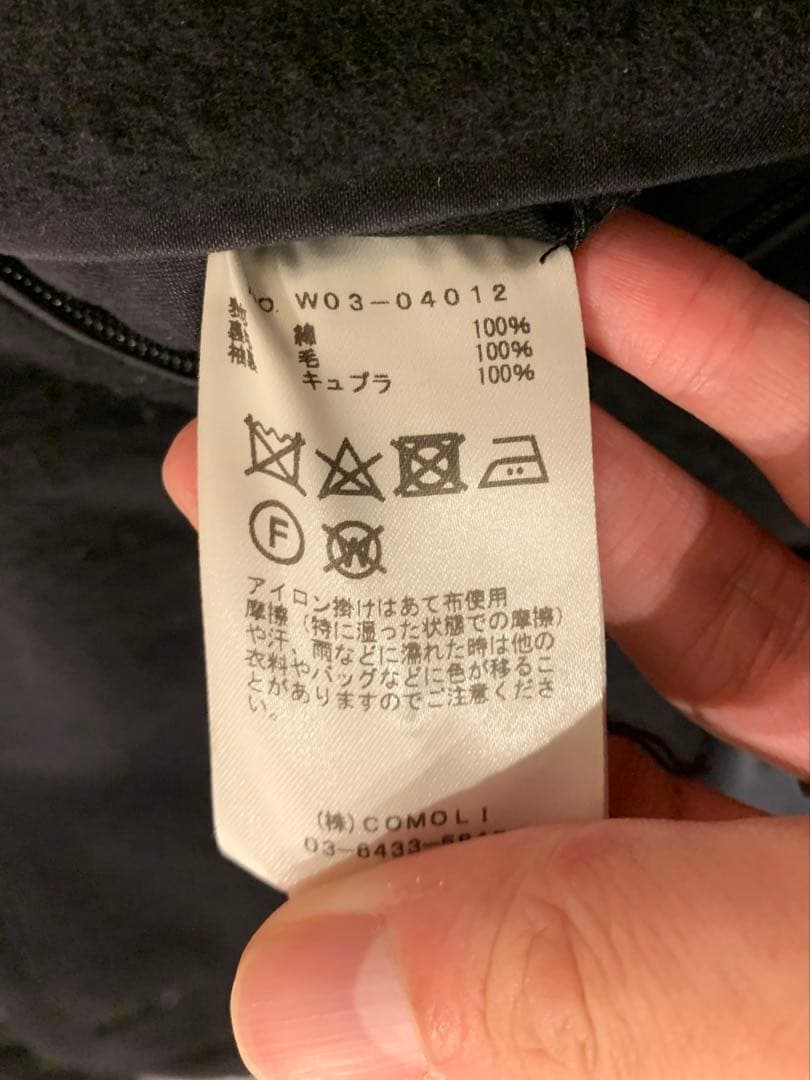 No. W03-04012
表地 綿 100%
裏地 毛 100%
袖裏 キュプラ 100%
F
W
アイロン掛けはあて布使用
摩擦(特に湿った状態での摩擦)
や汗、雨などに濡れた時は他の
衣料やバッグなどに色が移るこ
とがありますのでご注意くださ
い。
(株)COMOLI
03-6433-